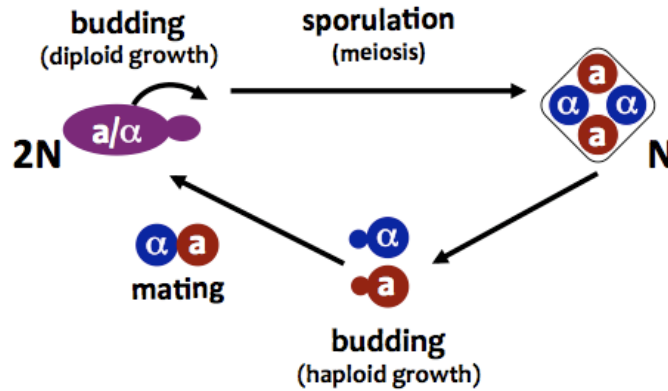 budding
(diploid growth)
sporulation
(meiosis)
a/α
2N
a
α α
a
N
α a
mating
α
a
budding
(haploid growth)